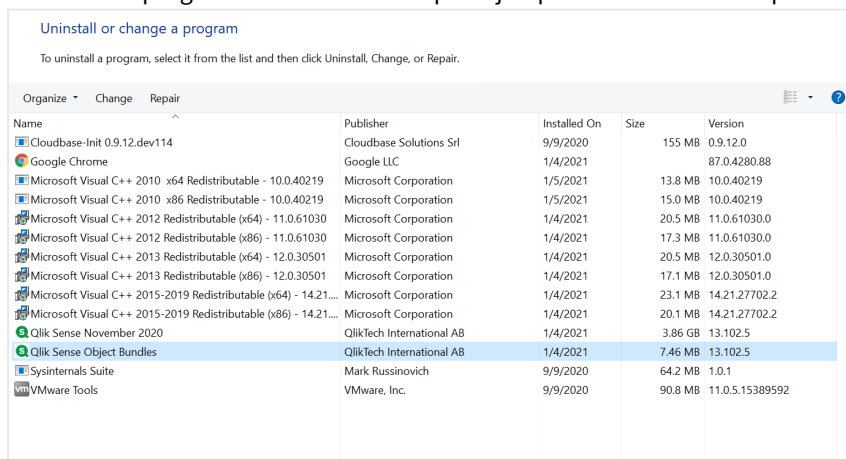 Uninstall or change a program
To uninstall a program, select it from the list and then click Uninstall, Change, or Repair.
Organize Change Repair
Name Publisher Installed On Size Version
Cloudbase-Init 0.9.12.dev114 Cloudbase Solutions Srl 9/9/2020 155 MB 0.9.12.0
Google Chrome Google LLC 1/4/2021 87.0.4280.88
Microsoft Visual C++ 2010 x64 Redistributable - 10.0.40219 Microsoft Corporation 1/5/2021 13.8 MB 10.0.40219
Microsoft Visual C++ 2010 x86 Redistributable - 10.0.40219 Microsoft Corporation 1/5/2021 15.0 MB 10.0.40219
Microsoft Visual C++ 2012 Redistributable (x64) - 11.0.61030 Microsoft Corporation 1/4/2021 20.5 MB 11.0.61030.0
Microsoft Visual C++ 2012 Redistributable (x86) - 11.0.61030 Microsoft Corporation 1/4/2021 17.3 MB 11.0.61030.0
Microsoft Visual C++ 2013 Redistributable (x64) - 12.0.30501 Microsoft Corporation 1/4/2021 20.5 MB 12.0.30501.0
Microsoft Visual C++ 2013 Redistributable (x86) - 12.0.30501 Microsoft Corporation 1/4/2021 17.1 MB 12.0.30501.0
Microsoft Visual C++ 2015-2019 Redistributable (x64) - 14.21.... Microsoft Corporation 1/4/2021 23.1 MB 14.21.27702.2
Microsoft Visual C++ 2015-2019 Redistributable (x86) - 14.21.... Microsoft Corporation 1/4/2021 20.1 MB 14.21.27702.2
Qlik Sense November 2020 QlikTech International AB 1/4/2021 3.86 GB 13.102.5
Qlik Sense Object Bundles QlikTech International AB 1/4/2021 7.46 MB 13.102.5
Sysinternals Suite Mark Russinovich 9/9/2020 64.2 MB 1.0.1
vm VMware Tools VMware, Inc. 9/9/2020 90.8 MB 11.0.5.15389592